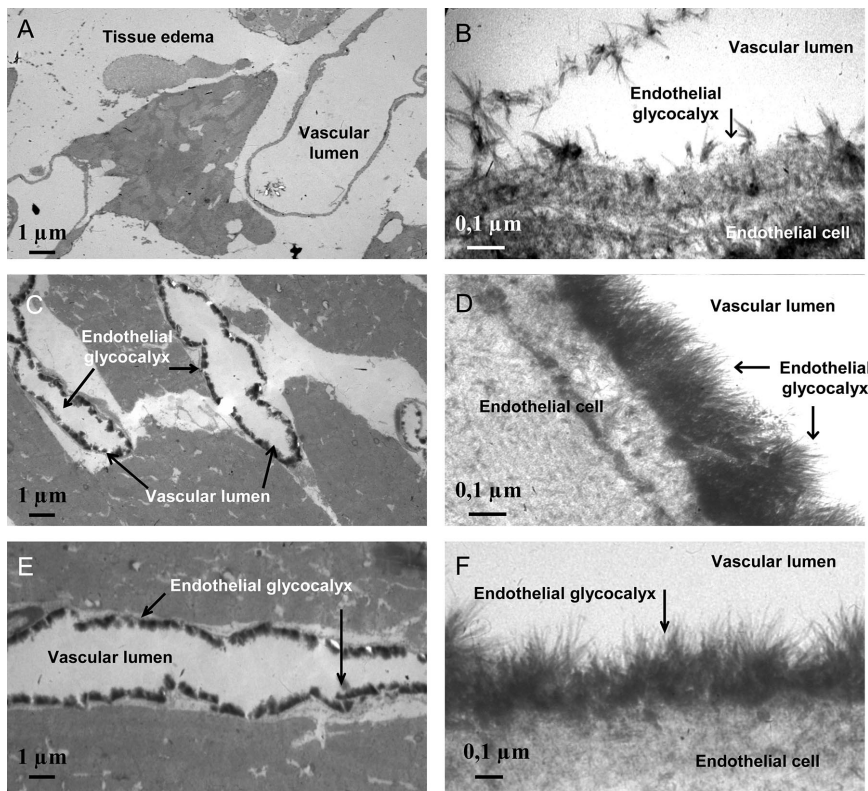 A
Tissue edema
Vascular
lumen
1 µm
B
Vascular lumen
Endothelial
glycocalyx
0,1 µm
Endothelial cell
C
Endothelial
glycocalyx
Vascular lumen
1 µm
D
Vascular lumen
Endothelial
glycocalyx
Endothelial cell
0,1 µm
E
Endothelial glycocalyx
Vascular lumen
1 µm
F
Vascular lumen
Endothelial glycocalyx
0,1 µm
Endothelial cell